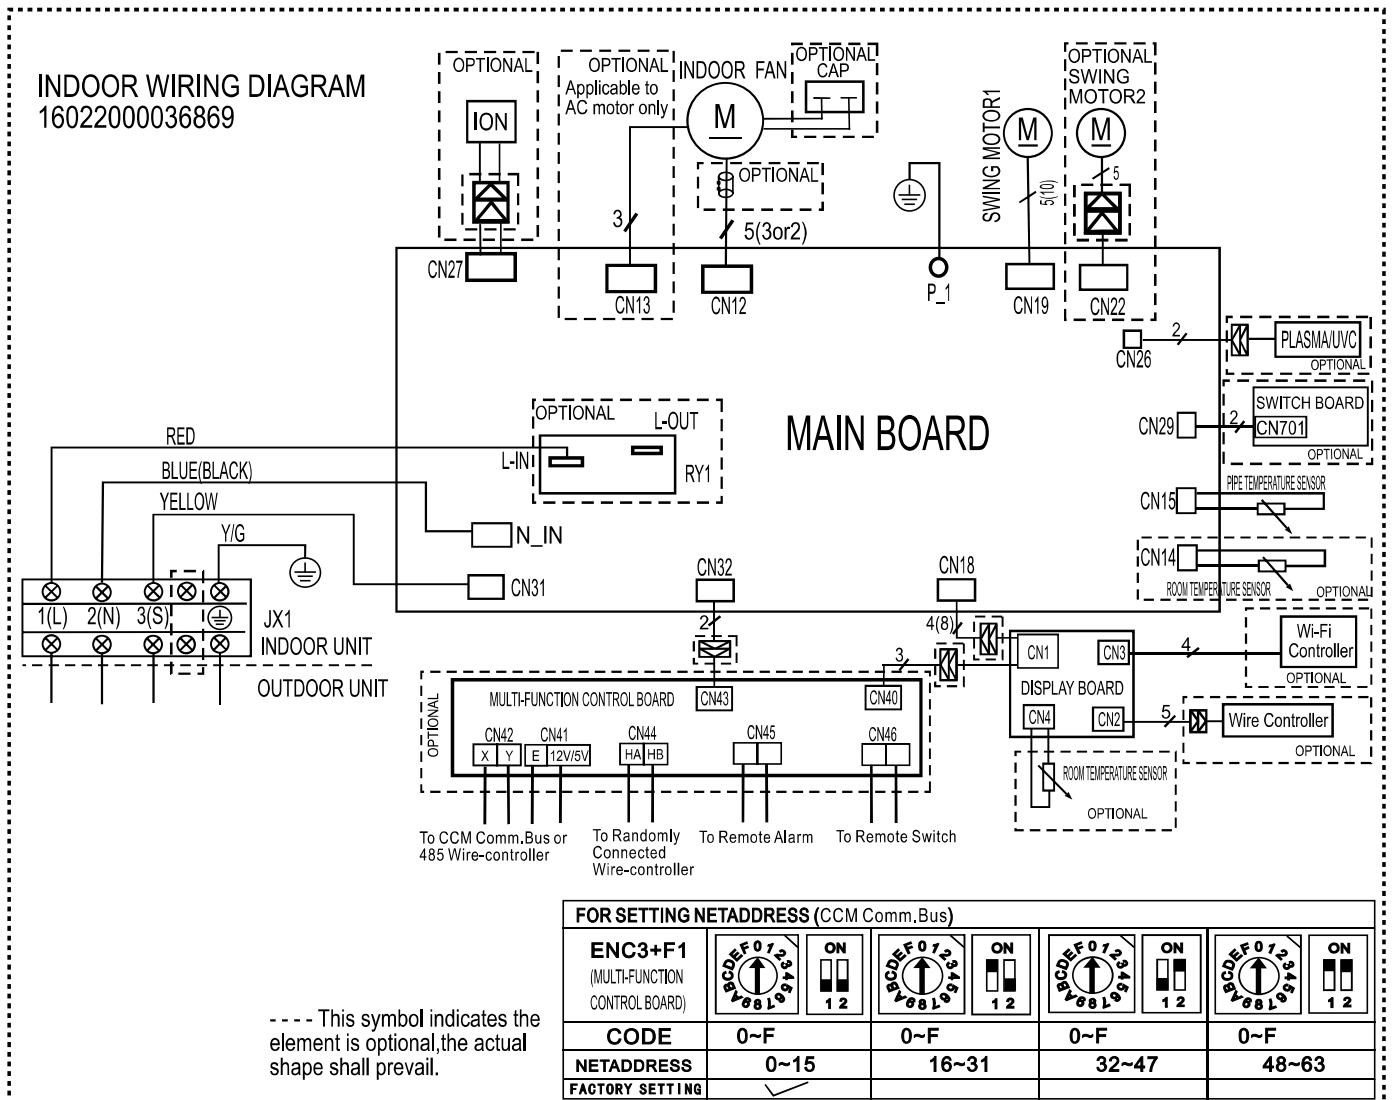 INDOOR WIRING DIAGRAM
16022000036869
OPTIONAL
ION
CN27
OPTIONAL
Applicable to
AC motor only
3
CN13
INDOOR FAN
M
OPTIONAL
CAP
OPTIONAL
5(3or2)
CN12
P_1
SWING MOTOR1
M
5(10)
CN19
OPTIONAL
SWING
MOTOR2
M
5
CN22
CN26
2
PLASMA/UVC
OPTIONAL
CN29
2
SWITCH BOARD
CN701
OPTIONAL
CN15
PIPE TEMPERATURE SENSOR
CN14
ROOM TEMPERATURE SENSOR
OPTIONAL
MAIN BOARD
OPTIONAL
L-OUT
L-IN
RY1
RED
BLUE(BLACK)
YELLOW
Y/G
N_IN
CN31
1(L)
2(N)
3(S)
JX1
INDOOR UNIT
OUTDOOR UNIT
CN32
2
CN18
4(8)
3
CN1
CN3
DISPLAY BOARD
CN4
CN2
4
Wi-Fi
Controller
OPTIONAL
5
Wire Controller
OPTIONAL
ROOM TEMPERATURE SENSOR
OPTIONAL
OPTIONAL
MULTI-FUNCTION CONTROL BOARD
CN43
CN40
CN42
X Y
CN41
E 12V/5V
CN44
HA HB
CN45
CN46
To CCM Comm.Bus or
485 Wire-controller
To Randomly
Connected
Wire-controller
To Remote Alarm
To Remote Switch
---- This symbol indicates the
element is optional,the actual
shape shall prevail.
FOR SETTING NETADDRESS (CCM Comm.Bus)
ENC3+F1
(MULTI-FUNCTION
CONTROL BOARD)
0123456789ABCDEF
ON
1 2
0123456789ABCDEF
ON
1 2
0123456789ABCDEF
ON
1 2
0123456789ABCDEF
ON
1 2
CODE 0~F 0~F 0~F 0~F
NETADDRESS 0~15 16~31 32~47 48~63
FACTORY SETTING